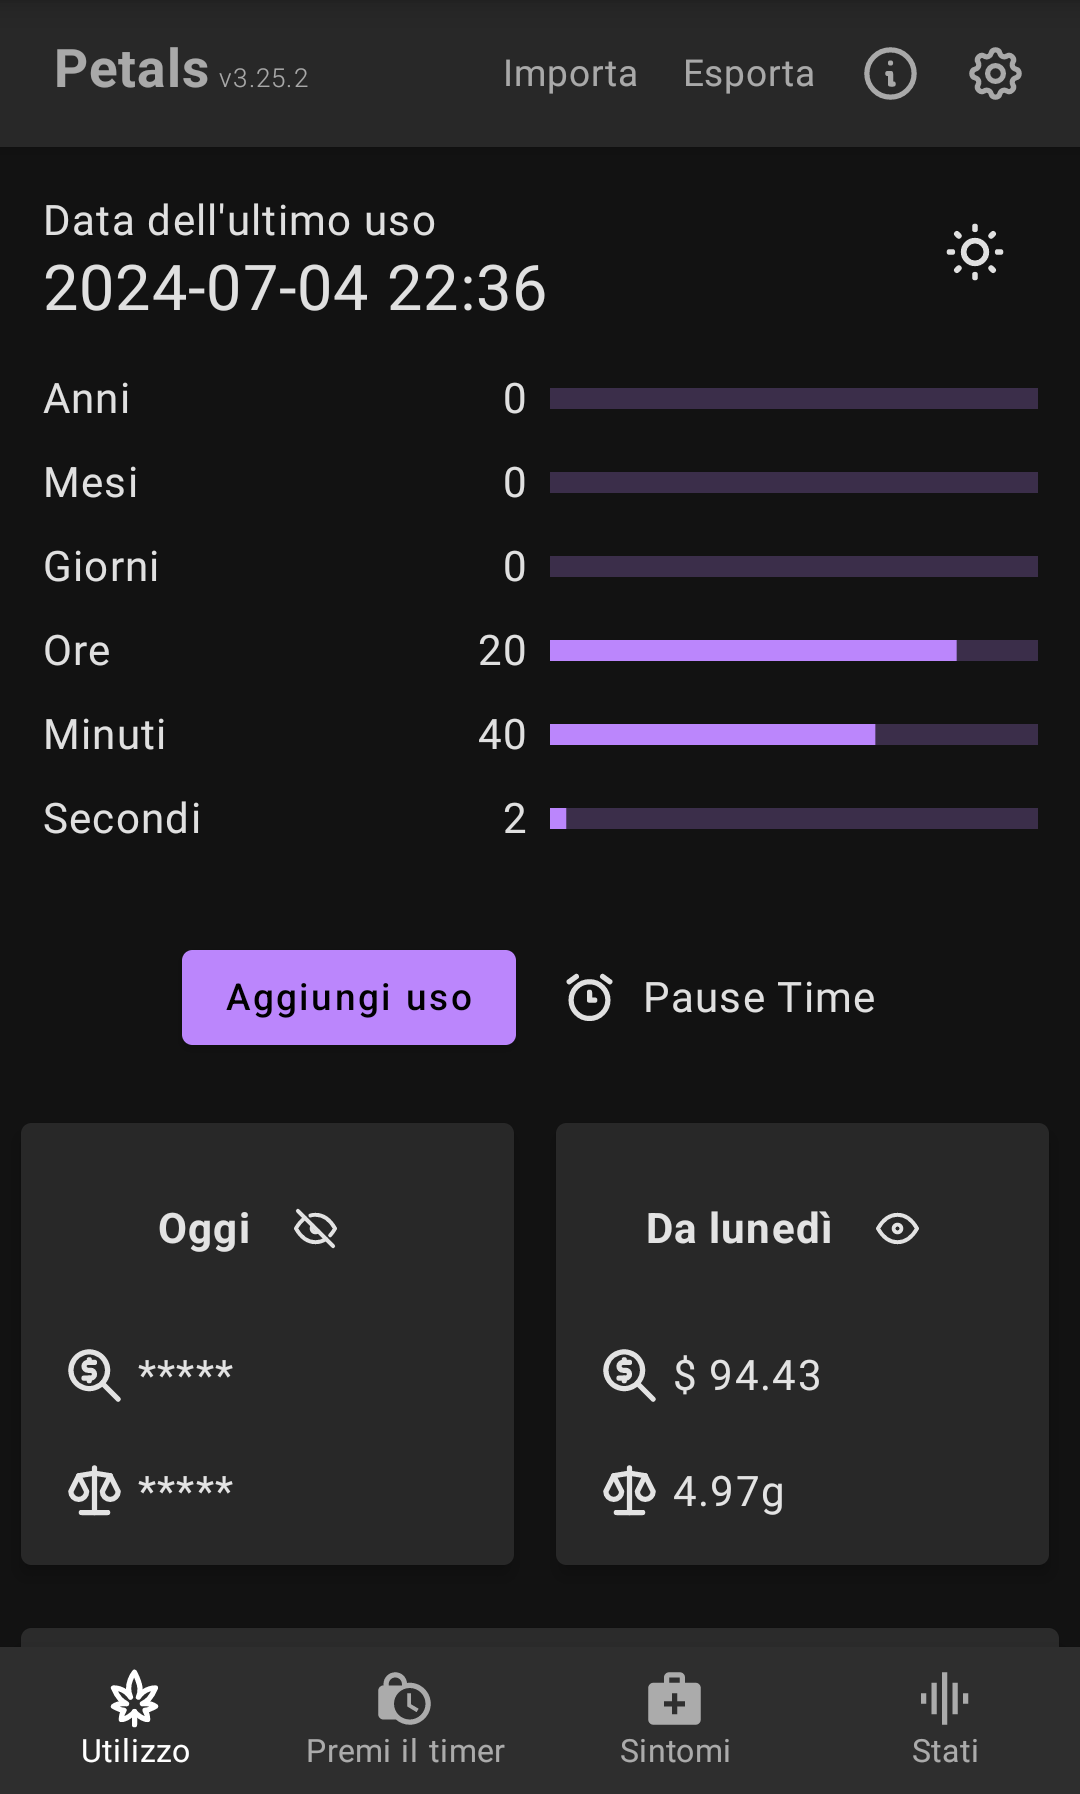 Petals v3.25.2 Importa Esporta
Data dell'ultimo uso
2024-07-04 22:36
Anni 0
Mesi 0
Giorni 0
Ore 20
Minuti 40
Secondi 2
Aggiungi uso Pause Time
Oggi
*****
*****
Da lunedì
$ 94.43
4.97g
Utilizzo Premi il timer Sintomi Stati